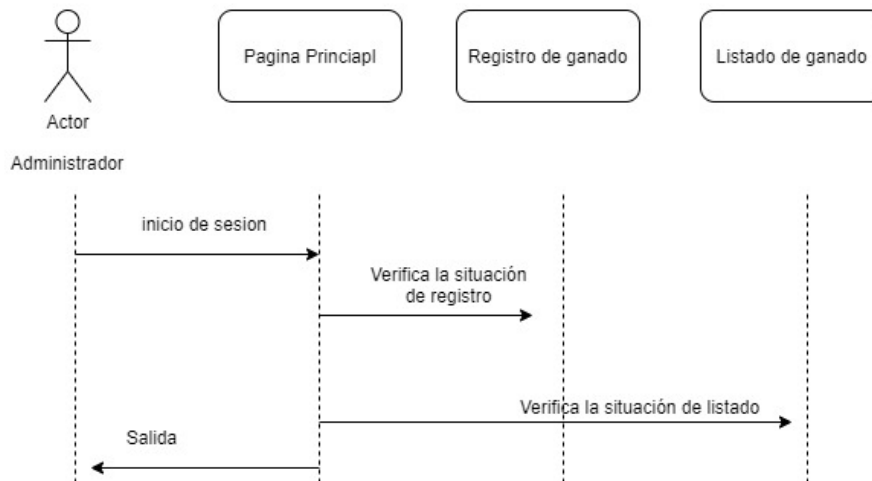 Pagina Princiapl
Registro de ganado
Listado de ganado
Actor
Administrador
inicio de sesion
Verifica la situación
de registro
Verifica la situación de listado
Salida